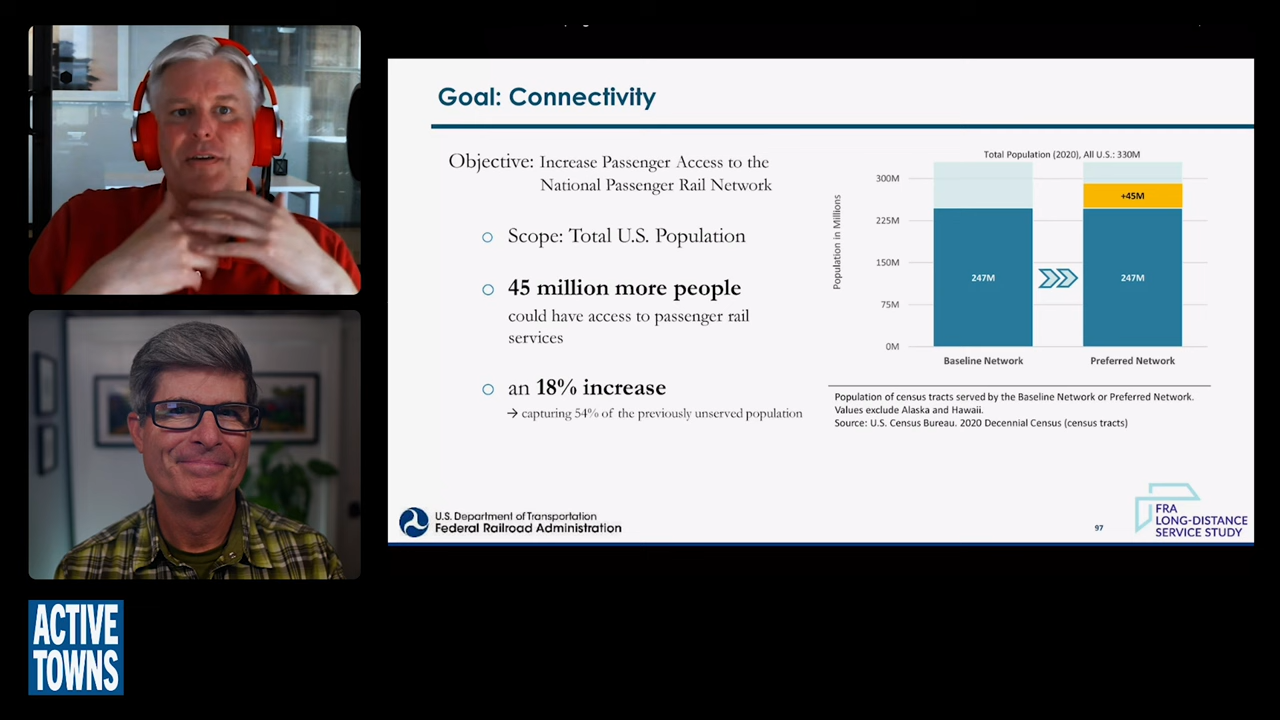 Goal: Connectivity
Objective: Increase Passenger Access to the
National Passenger Rail Network
Scope: Total U.S. Population
45 million more people
could have access to passenger rail
services
an 18% increase
→ capturing 54% of the previously unserved population
Total Population (2020), All U.S.: 330M
Population in Millions
300M
225M
150M
75M
0M
247M
+45M
247M
Baseline Network
Preferred Network
Population of census tracts served by the Baseline Network or Preferred Network.
Values exclude Alaska and Hawaii.
Source: U.S. Census Bureau. 2020 Decennial Census (census tracts)
U.S. Department of Transportation
Federal Railroad Administration
97
FRA
LONG-DISTANCE
SERVICE STUDY
ACTIVE
TOWNS